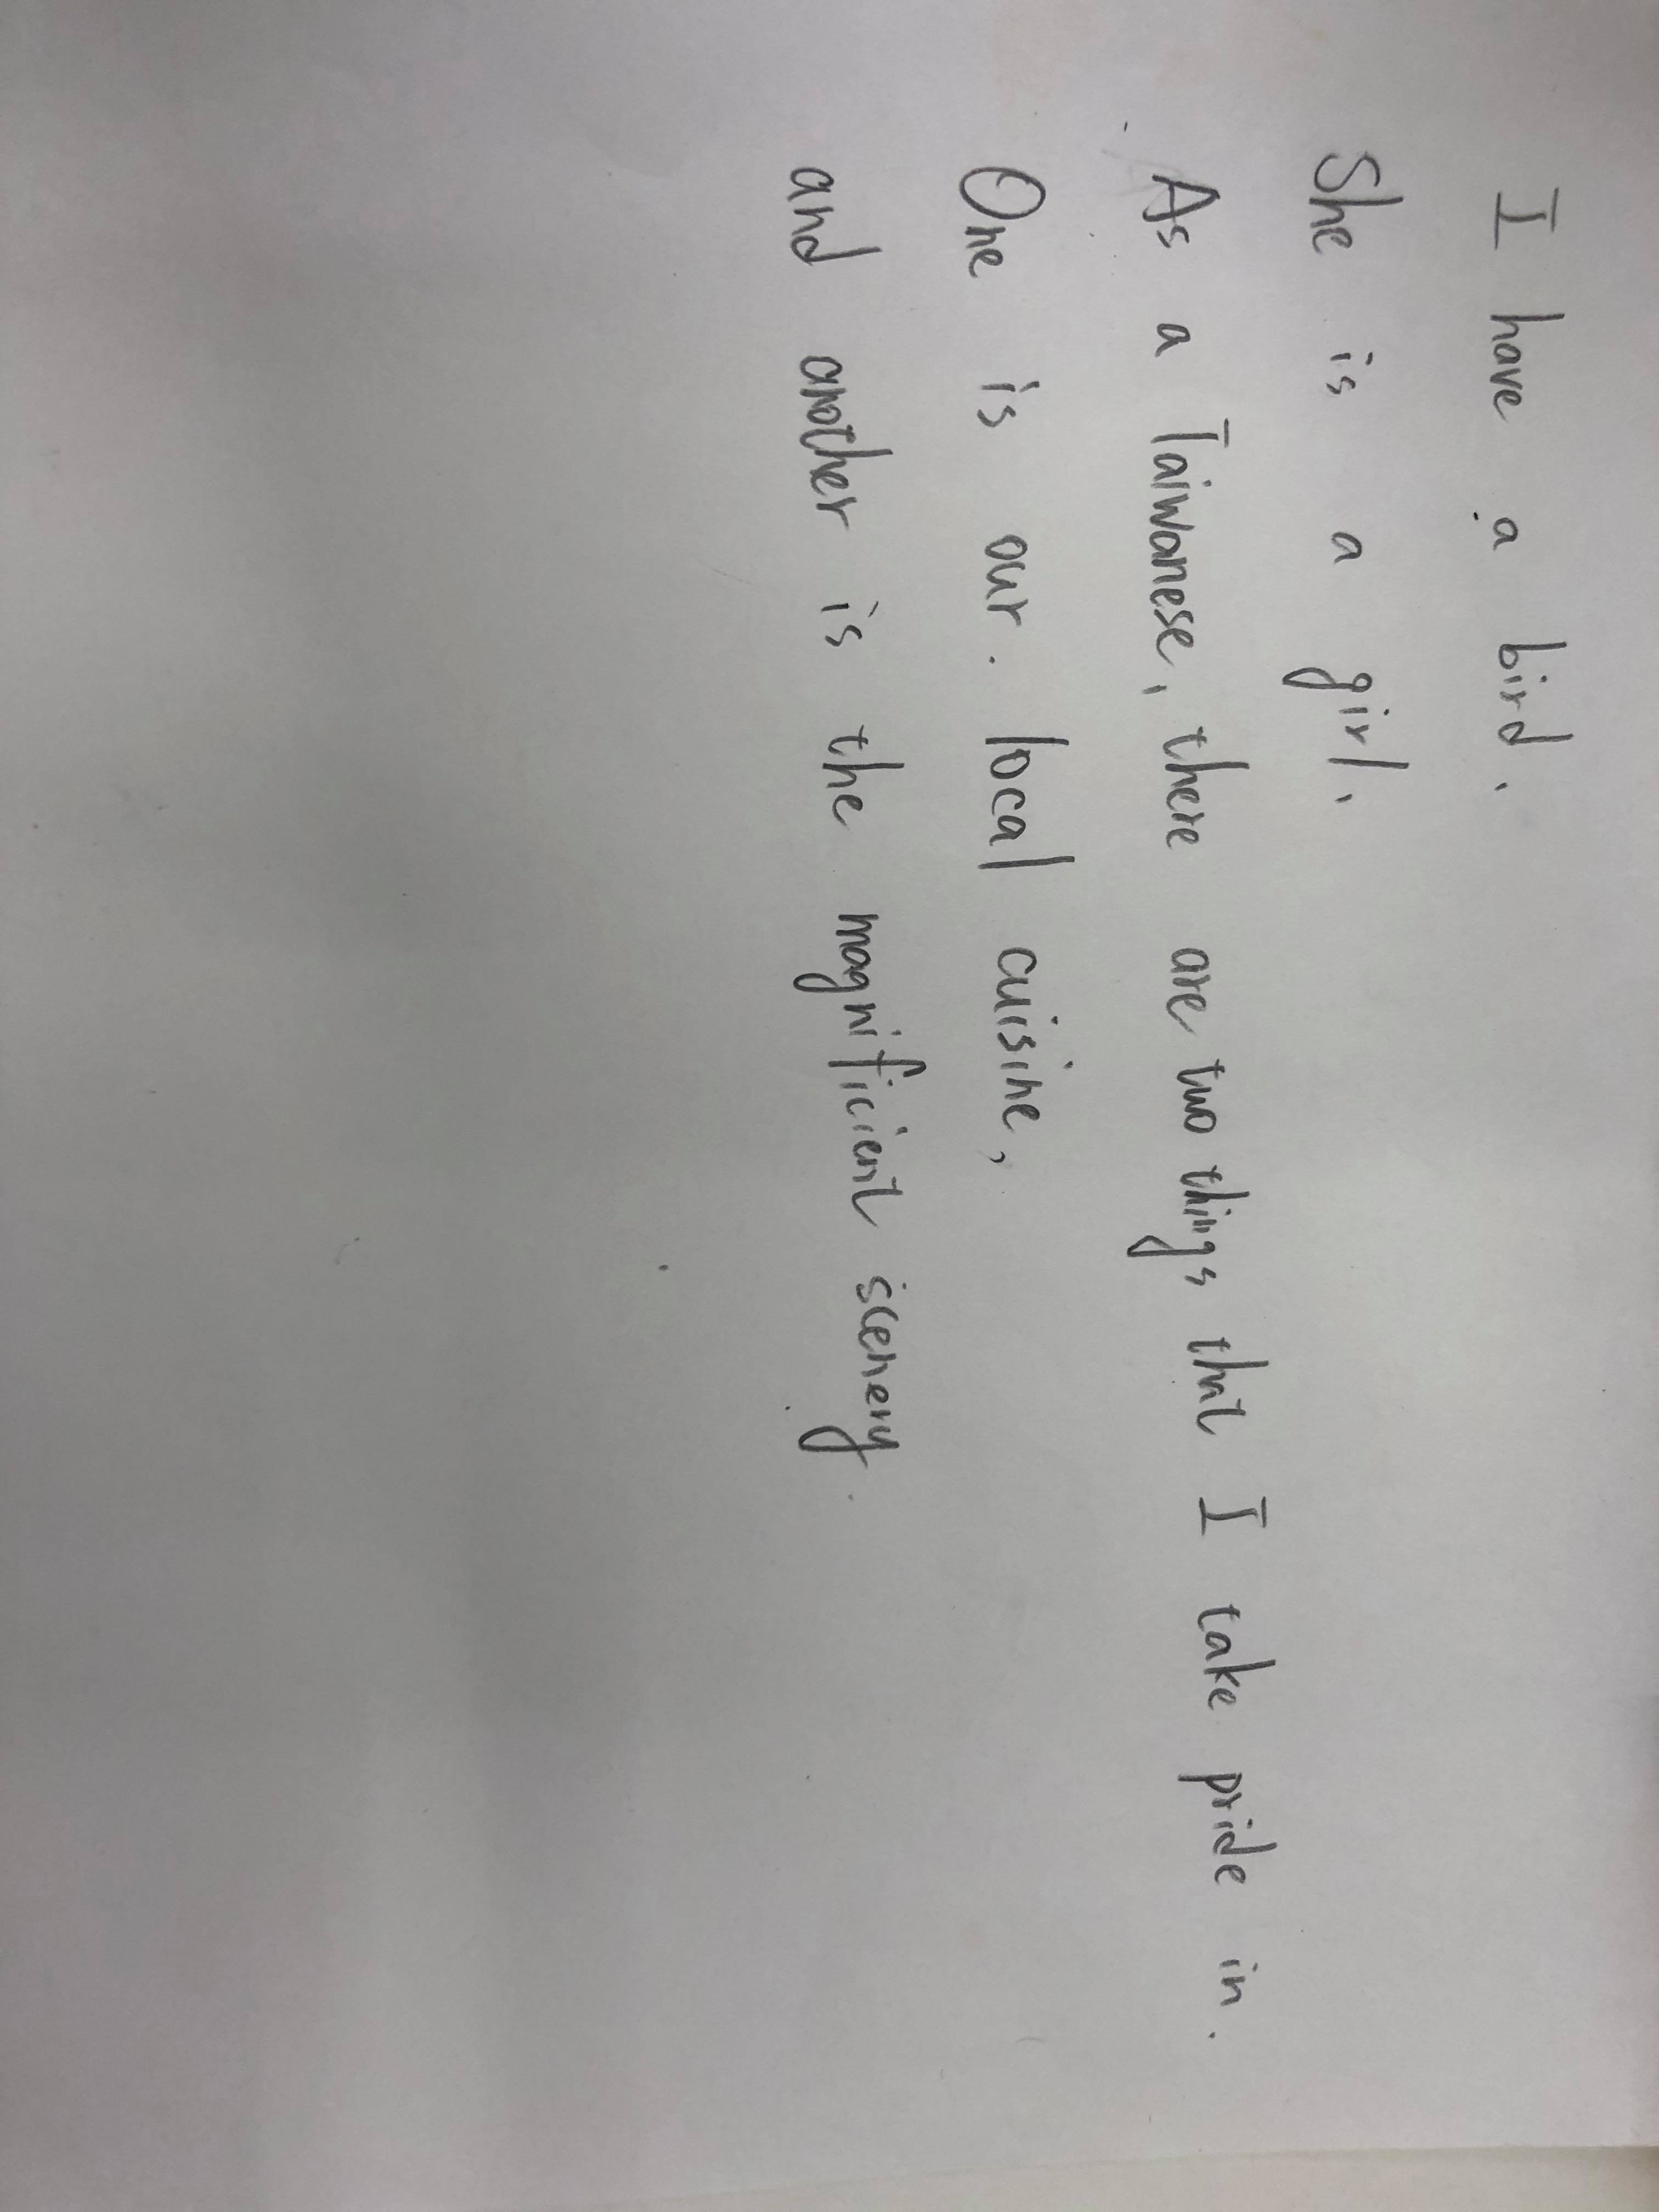 I have a bird.
She is a girl.
As a Taiwanese, there are two things that I take pride in.
One is our. local cuisine,
and another is the magnificient scenery.